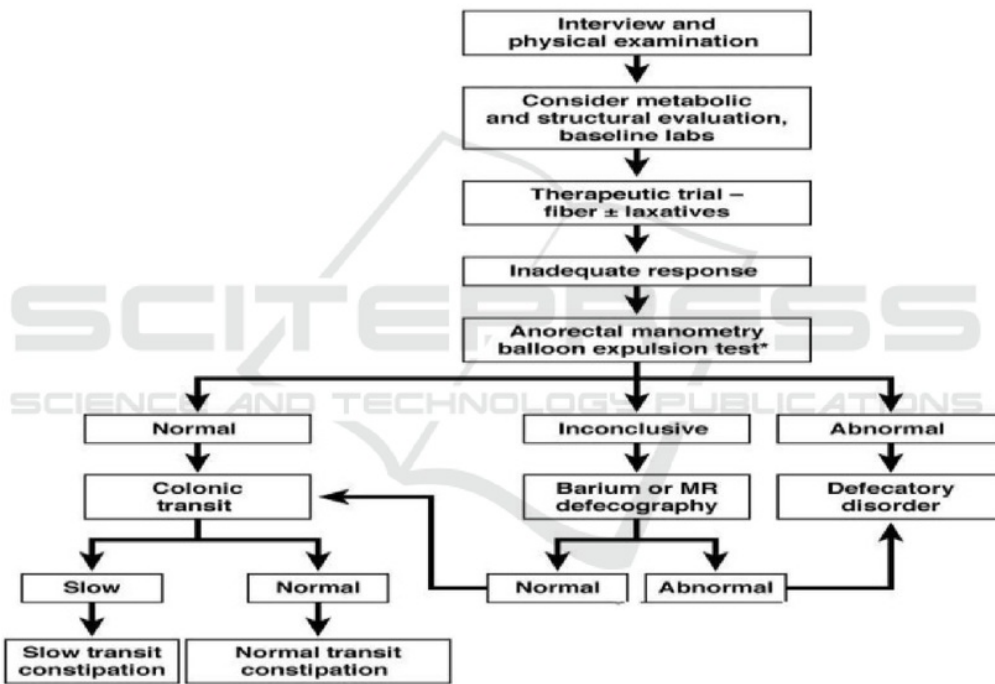 Interview and
physical examination
Consider metabolic
and structural evaluation,
baseline labs
Therapeutic trial –
fiber ± laxatives
Inadequate response
Anorectal manometry
balloon expulsion test*
SCITEPRESS
SCIENCE AND TECHNOLOGY PUBLICATIONS
Normal
Inconclusive
Abnormal
Colonic
transit
Barium or MR
defecography
Defecatory
disorder
Slow
Normal
Normal
Abnormal
Slow transit
constipation
Normal transit
constipation